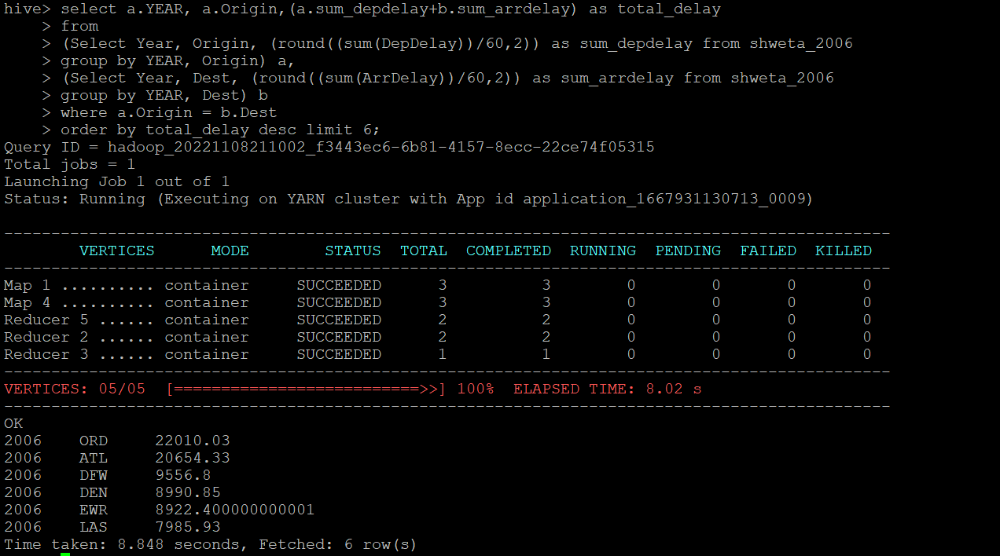 hive> select a.YEAR, a.Origin,(a.sum_depdelay+b.sum_arrdelay) as total_delay
    > from
    > (Select Year, Origin, (round((sum(DepDelay))/60,2)) as sum_depdelay from shweta_2006
    > group by YEAR, Origin) a,
    > (Select Year, Dest, (round((sum(ArrDelay))/60,2)) as sum_arrdelay from shweta_2006
    > group by YEAR, Dest) b
    > where a.Origin = b.Dest
    > order by total_delay desc limit 6;
Query ID = hadoop_20221108211002_f3443ec6-6b81-4157-8ecc-22ce74f05315
Total jobs = 1
Launching Job 1 out of 1
Status: Running (Executing on YARN cluster with App id application_1667931130713_0009)
----------------------------------------------------------------------------------------------
        VERTICES      MODE        STATUS  TOTAL  COMPLETED  RUNNING  PENDING  FAILED  KILLED
----------------------------------------------------------------------------------------------
Map 1 .......... container     SUCCEEDED      3          3        0        0       0       0
Map 4 .......... container     SUCCEEDED      3          3        0        0       0       0
Reducer 5 ...... container     SUCCEEDED      2          2        0        0       0       0
Reducer 2 ...... container     SUCCEEDED      2          2        0        0       0       0
Reducer 3 ...... container     SUCCEEDED      1          1        0        0       0       0
----------------------------------------------------------------------------------------------
VERTICES: 05/05  [==========================>>] 100%  ELAPSED TIME: 8.02 s
----------------------------------------------------------------------------------------------
OK
2006    ORD     22010.03
2006    ATL     20654.33
2006    DFW     9556.8
2006    DEN     8990.85
2006    EWR     8922.400000000001
2006    LAS     7985.93
Time taken: 8.848 seconds, Fetched: 6 row(s)